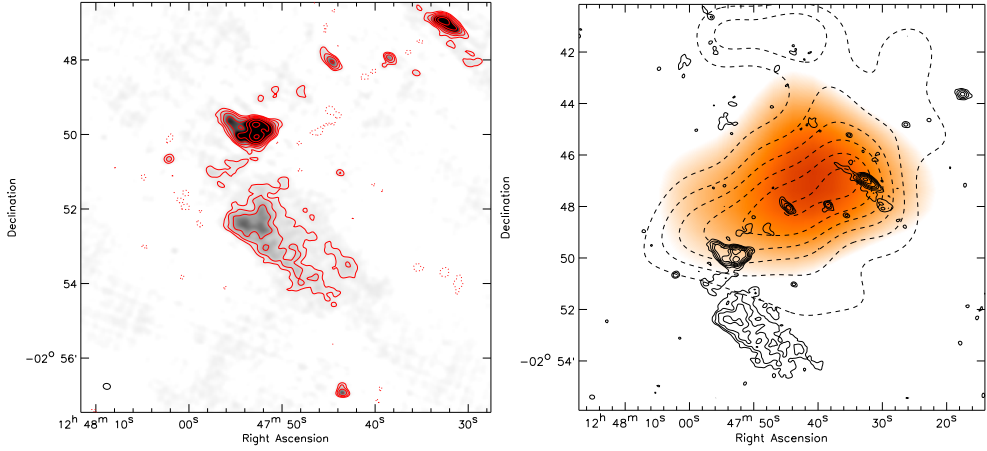 48
50
52
54
−02° 56'
Declination
12ʰ 48ᵐ 10ˢ
00ˢ
47ᵐ 50ˢ
40ˢ
30ˢ
Right Ascension
42
44
46
48
50
52
−02° 54'
Declination
12ʰ 48ᵐ 10ˢ
00ˢ
47ᵐ 50ˢ
40ˢ
30ˢ
20ˢ
Right Ascension